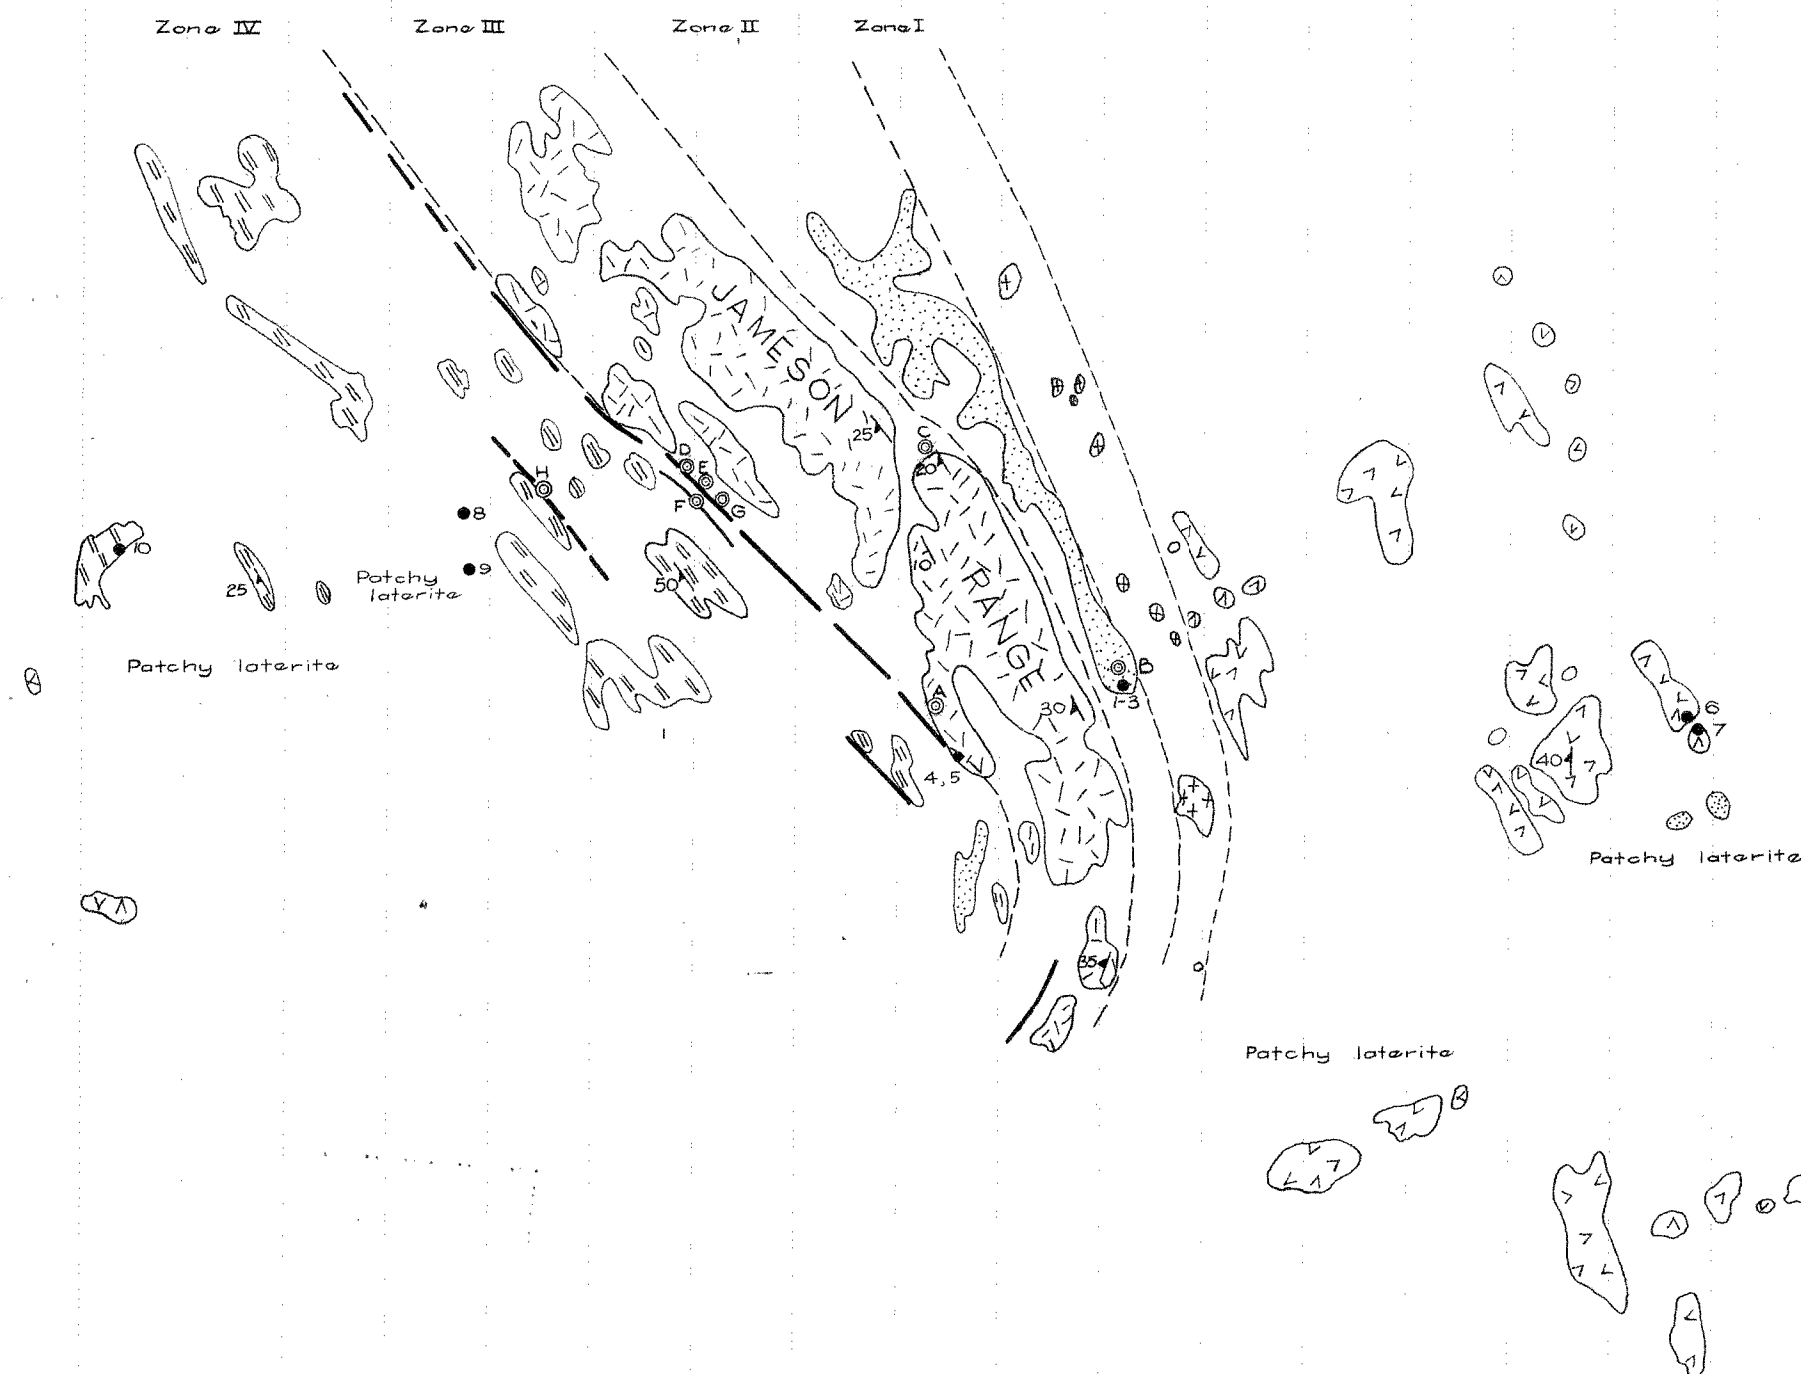 Zone IV
Zone III
Zone II
Zone I
JAMESON
25
C
20
D
E
F
G
H
8
10
9
10
25
Patchy
laterite
50
RANGE
Patchy laterite
B
A
1-3
30
6
7
4,5
40
Patchy laterite
35
Patchy laterite